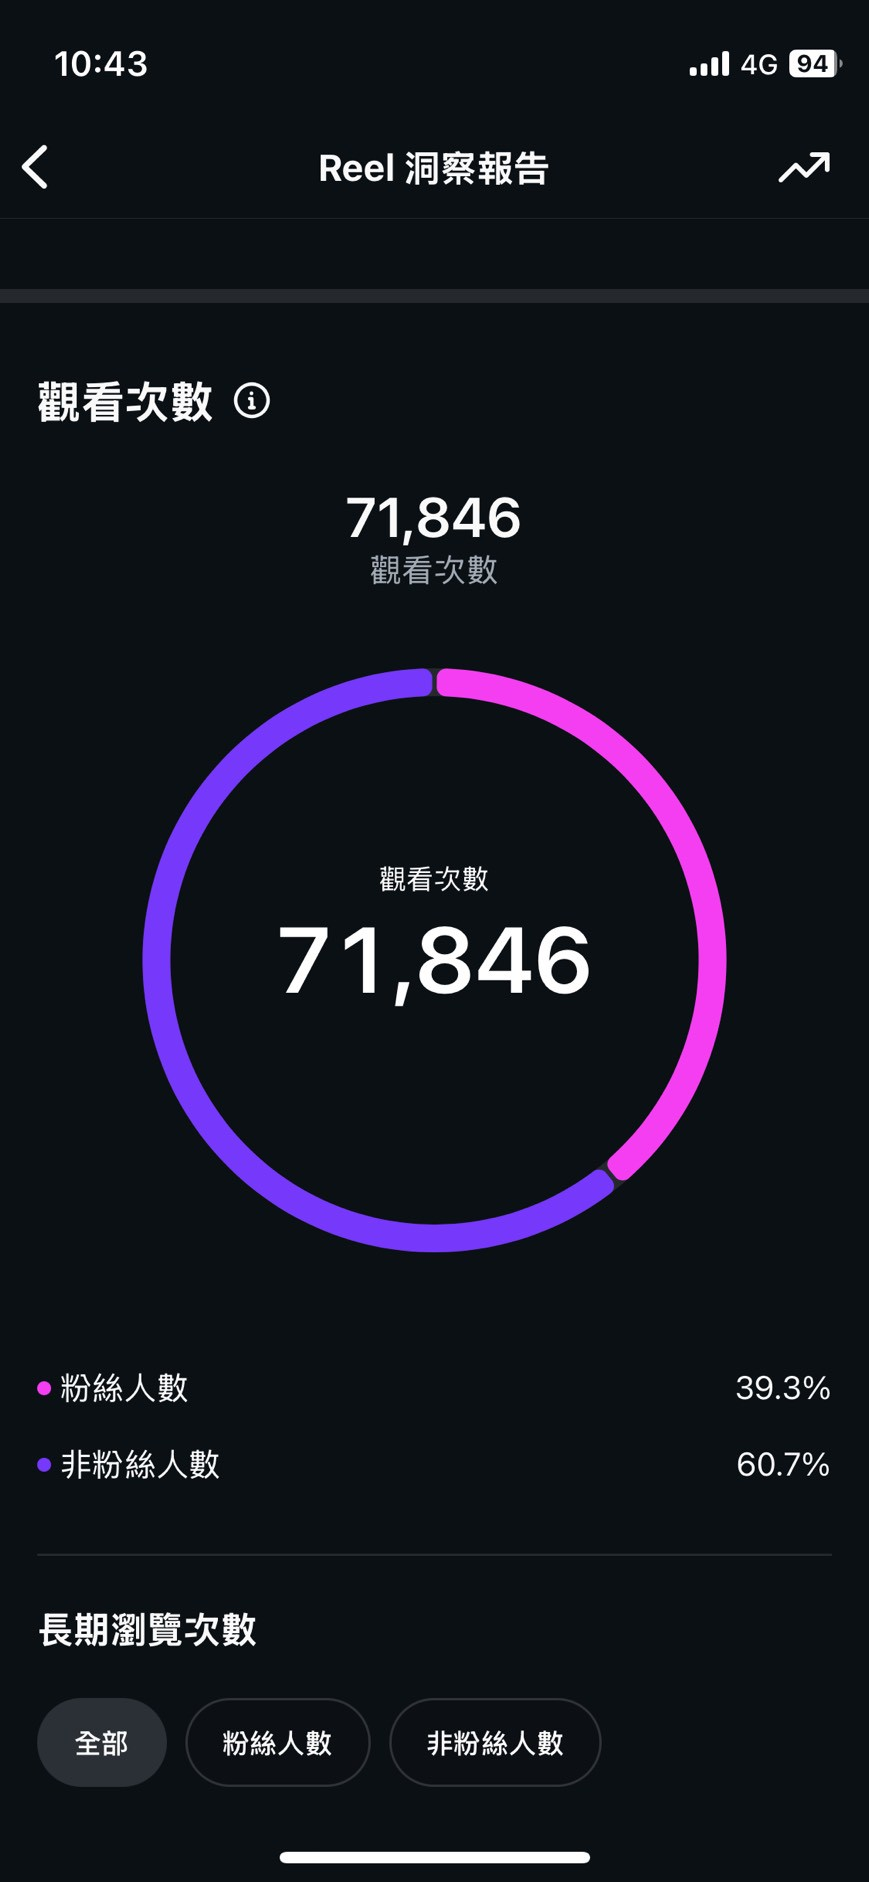 10:43
4G 94
Reel 洞察報告
觀看次數
71,846
觀看次數
觀看次數
71,846
粉絲人數 39.3%
非粉絲人數 60.7%
長期瀏覽次數
全部 粉絲人數 非粉絲人數